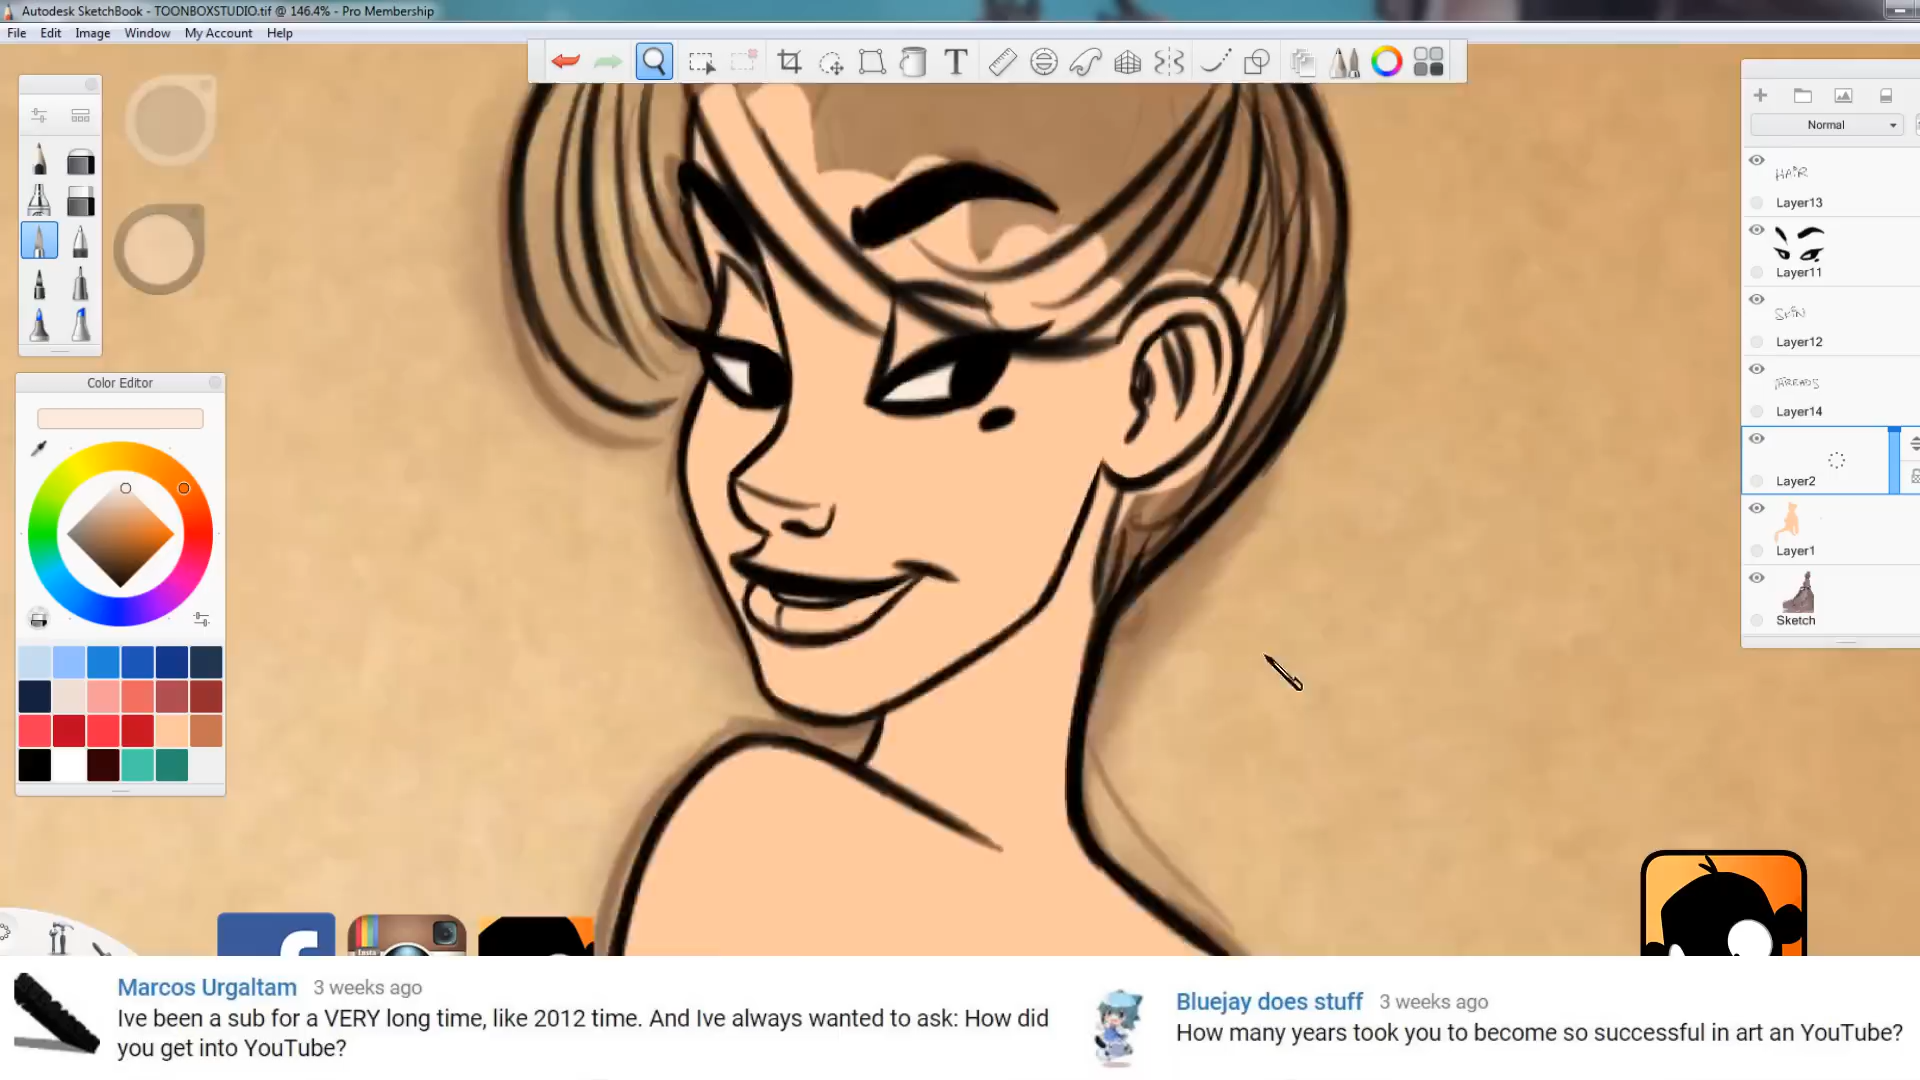 Autodesk SketchBook - TOONBOXSTUDIO.tif @ 146.4% - Pro Membership
File Edit Image Window My Account Help
T
Normal
HAIR
Layer13
Layer11
SKIN
Layer12
Layer14
Color Editor
Layer2
Layer1
Sketch
f
Insta
Marcos Urgaltam 3 weeks ago
Ive been a sub for a VERY long time, like 2012 time. And Ive always wanted to ask: How did
you get into YouTube?
Bluejay does stuff 3 weeks ago
How many years took you to become so successful in art an YouTube?